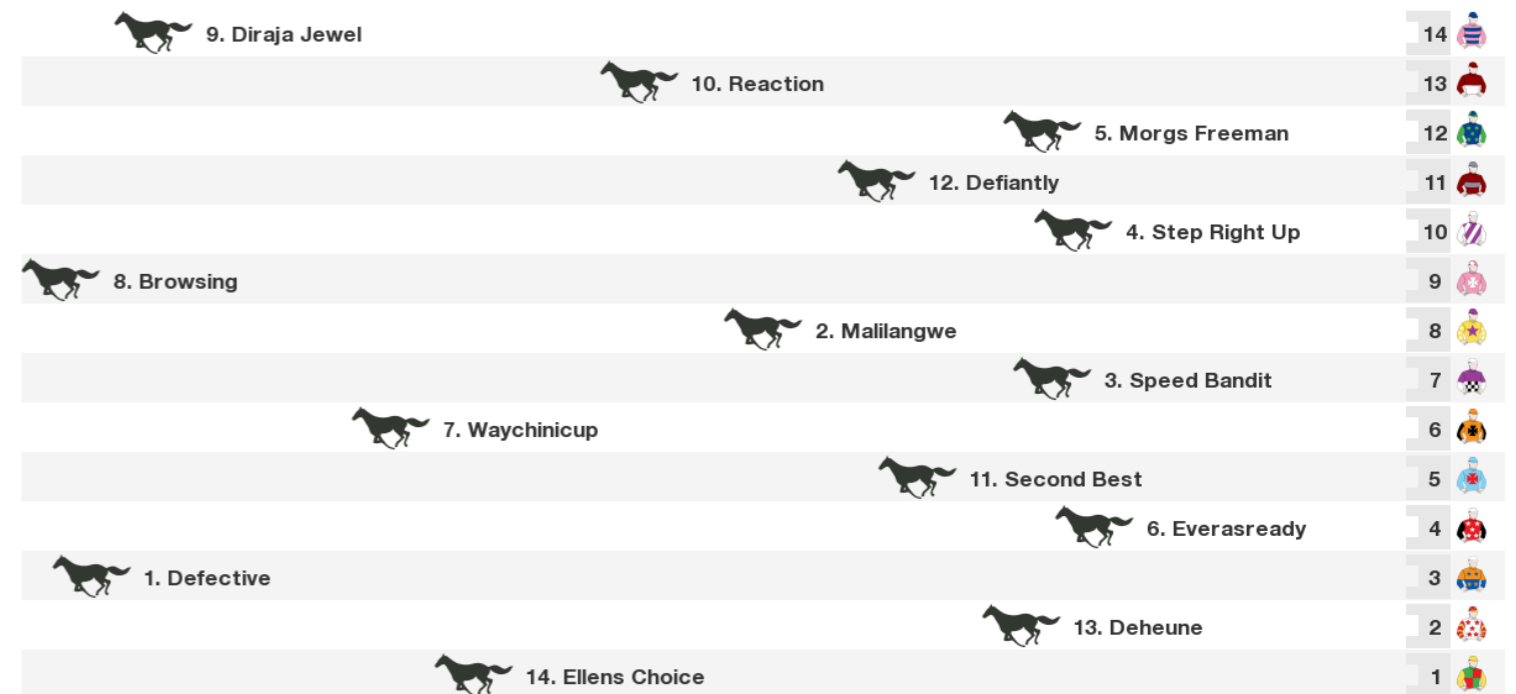 9. Diraja Jewel 14
10. Reaction 13
5. Morgs Freeman 12
12. Defiantly 11
4. Step Right Up 10
8. Browsing 9
2. Malilangwe 8
3. Speed Bandit 7
7. Waychinicup 6
11. Second Best 5
6. Everasready 4
1. Defective 3
13. Deheune 2
14. Ellens Choice 1